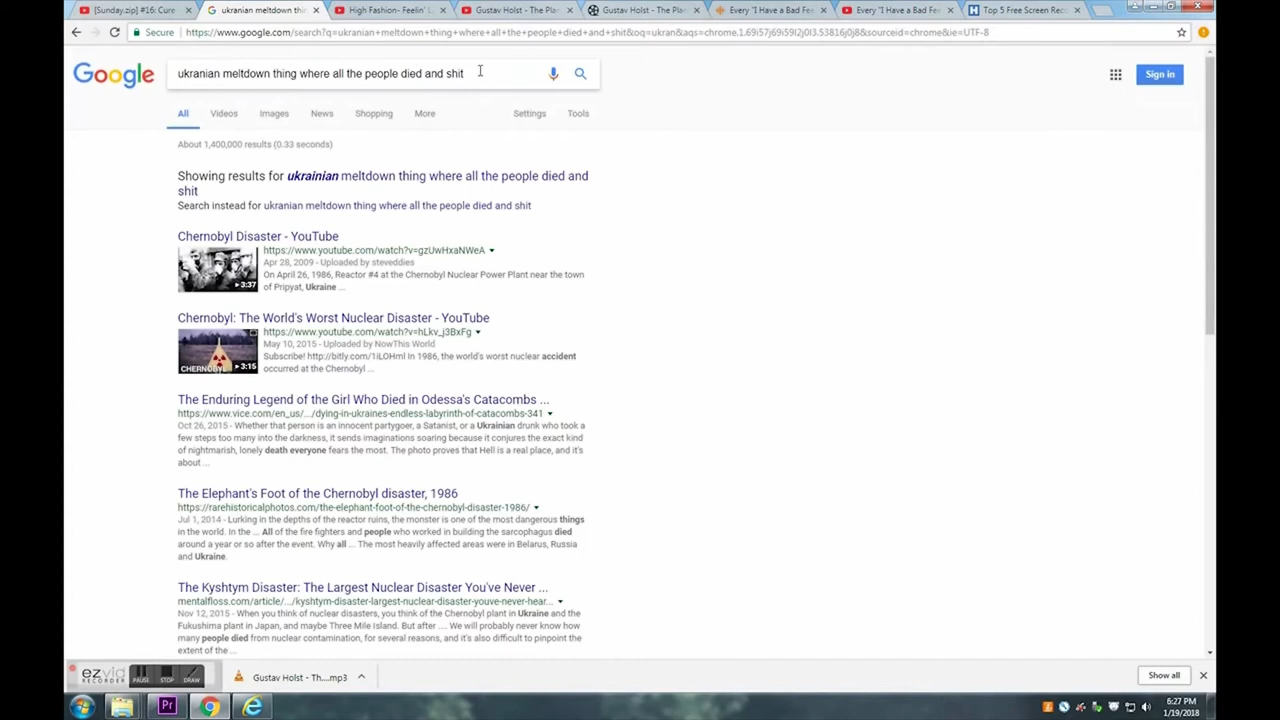 [Sunday.zip] #16: Cure
ukranian meltdown thin
High Fashion- Feelin' L
Gustav Holst - The Plan
Gustav Holst - The Plan
Every "I Have a Bad Fee
Every "I Have a Bad Fee
Top 5 Free Screen Rec
Secure
https://www.google.com/search?q=ukranian+meltdown+thing+where+all+the+people+died+and+shit&oq=ukran&aqs=chrome.1.69i57j69i59l2j0l3.53816j0j8&sourceid=chrome&ie=UTF-8
Google
ukranian meltdown thing where all the people died and shit
Sign in
All Videos Images News Shopping More Settings Tools
About 1,400,000 results (0.33 seconds)
Showing results for ukrainian meltdown thing where all the people died and
shit
Search instead for ukranian meltdown thing where all the people died and shit
Chernobyl Disaster - YouTube
https://www.youtube.com/watch?v=gzUwHxaNWeA
Apr 28, 2009 - Uploaded by steveddies
On April 26, 1986, Reactor #4 at the Chernobyl Nuclear Power Plant near the town
of Pripyat, Ukraine ...
3:37
Chernobyl: The World's Worst Nuclear Disaster - YouTube
https://www.youtube.com/watch?v=hLkv_j3BxFg
May 10, 2015 - Uploaded by NowThis World
Subscribe! http://bitly.com/1iLOHml In 1986, the world's worst nuclear accident
occurred at the Chernobyl ...
CHERNOBYL 3:15
The Enduring Legend of the Girl Who Died in Odessa's Catacombs ...
https://www.vice.com/en_us/.../dying-in-ukraines-endless-labyrinth-of-catacombs-341
Oct 26, 2015 - Whether that person is an innocent partygoer, a Satanist, or a Ukrainian drunk who took a
few steps too many into the darkness, it sends imaginations soaring because it conjures the exact kind
of nightmarish, lonely death everyone fears the most. The photo proves that Hell is a real place, and it's
about ...
The Elephant's Foot of the Chernobyl disaster, 1986
https://rarehistoricalphotos.com/the-elephant-foot-of-the-chernobyl-disaster-1986/
Jul 1, 2014 - Lurking in the depths of the reactor ruins, the monster is one of the most dangerous things
in the world. In the ... All of the fire fighters and people who worked in building the sarcophagus died
around a year or so after the event. Why all ... The most heavily affected areas were in Belarus, Russia
and Ukraine.
The Kyshtym Disaster: The Largest Nuclear Disaster You've Never ...
mentalfloss.com/article/.../kyshtym-disaster-largest-nuclear-disaster-youve-never-hear...
Nov 12, 2015 - When you think of nuclear disasters, you think of the Chernobyl plant in Ukraine and the
Fukushima plant in Japan, and maybe Three Mile Island. But after .... We will probably never know how
many people died from nuclear contamination, for several reasons, and it's also difficult to pinpoint the
extent of the ...
ezvid
RECORDER
PAUSE STOP DRAW
Gustav Holst - Th....mp3
Show all
Pr
6:27 PM
1/19/2018